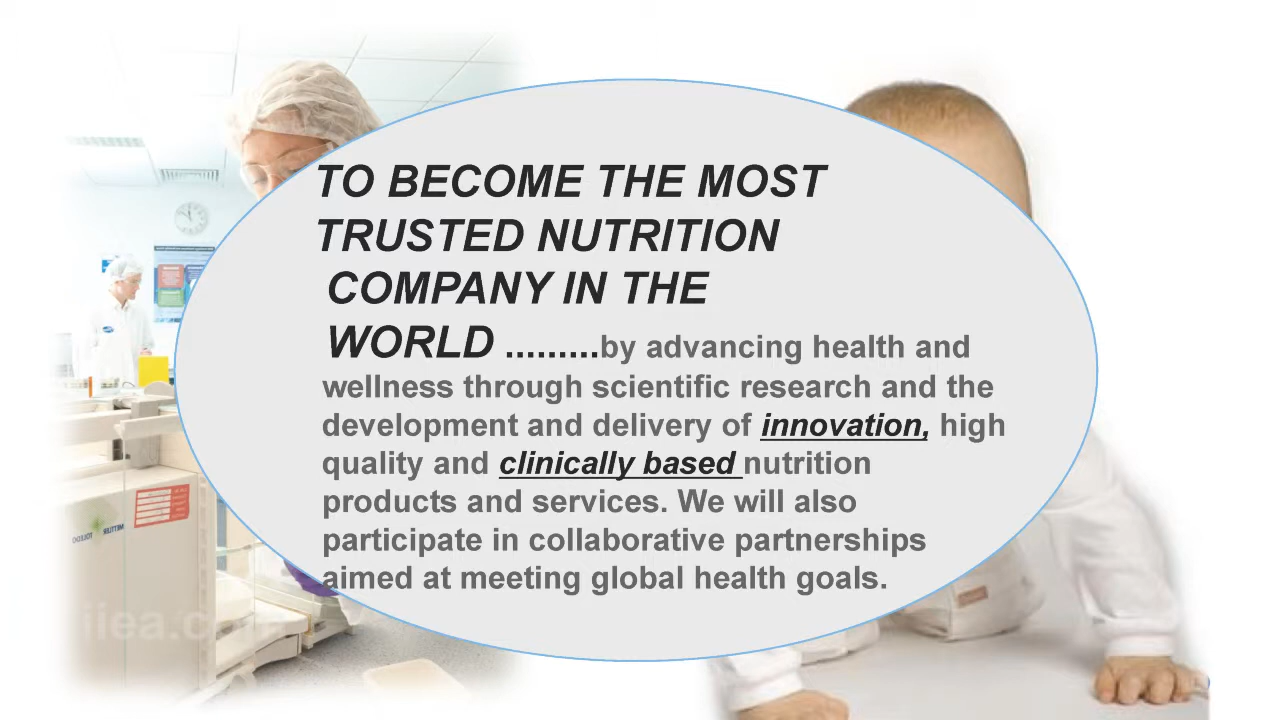 TO BECOME THE MOST
TRUSTED NUTRITION
COMPANY IN THE
WORLD .........by advancing health and
wellness through scientific research and the
development and delivery of innovation, high
quality and clinically based nutrition
products and services. We will also
participate in collaborative partnerships
aimed at meeting global health goals.
METTLER TOLEDO